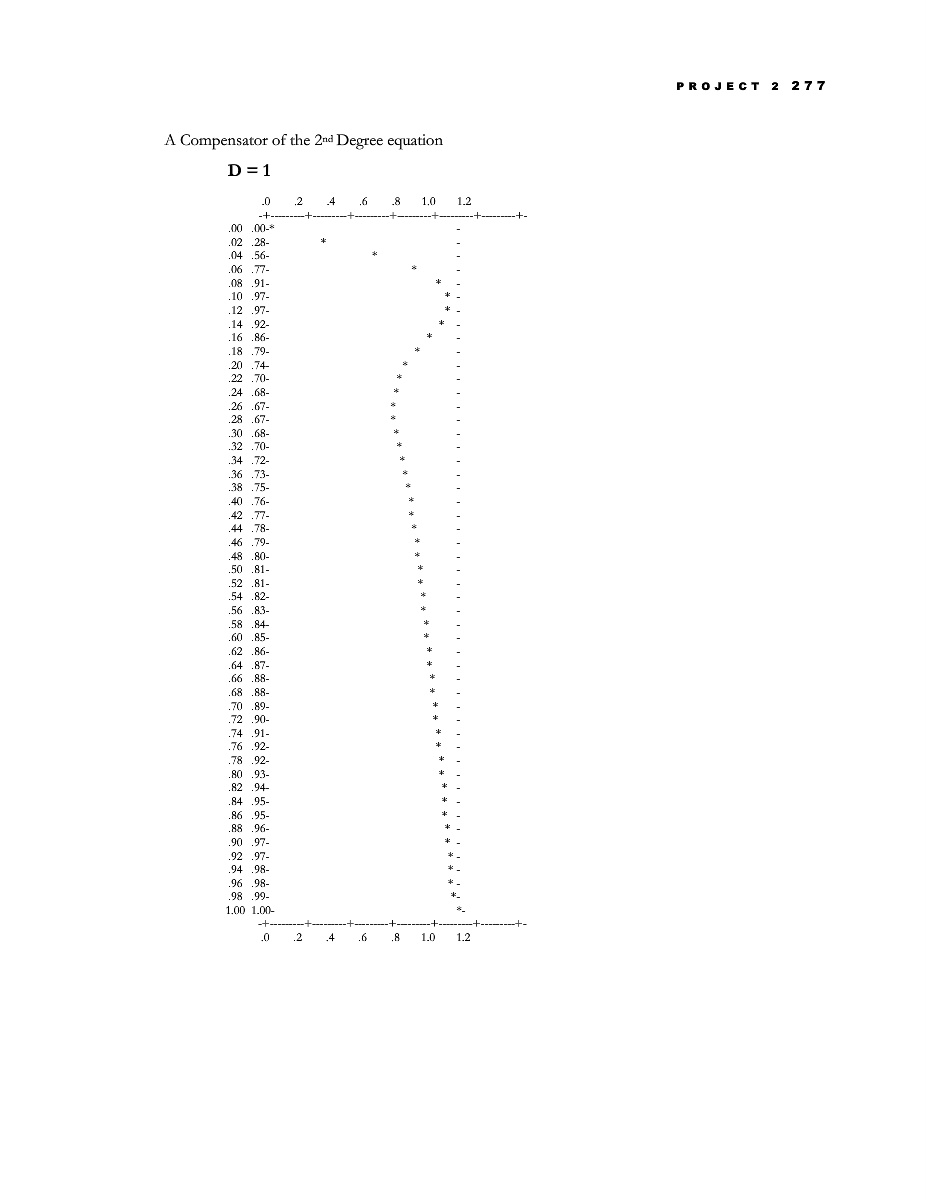 PROJECT 2 277
A Compensator of the 2nd Degree equation
D = 1
.0 .2 .4 .6 .8 1.0 1.2
-+---------+---------+---------+---------+---------+---------+-
.00 .00-* -
.02 .28- * -
.04 .56- * -
.06 .77- * -
.08 .91- * -
.10 .97- * -
.12 .97- * -
.14 .92- * -
.16 .86- * -
.18 .79- * -
.20 .74- * -
.22 .70- * -
.24 .68- * -
.26 .67- * -
.28 .67- * -
.30 .68- * -
.32 .70- * -
.34 .72- * -
.36 .73- * -
.38 .75- * -
.40 .76- * -
.42 .77- * -
.44 .78- * -
.46 .79- * -
.48 .80- * -
.50 .81- * -
.52 .81- * -
.54 .82- * -
.56 .83- * -
.58 .84- * -
.60 .85- * -
.62 .86- * -
.64 .87- * -
.66 .88- * -
.68 .88- * -
.70 .89- * -
.72 .90- * -
.74 .91- * -
.76 .92- * -
.78 .92- * -
.80 .93- * -
.82 .94- * -
.84 .95- * -
.86 .95- * -
.88 .96- * -
.90 .97- * -
.92 .97- * -
.94 .98- * -
.96 .98- * -
.98 .99- *-
1.00 1.00- *-
-+---------+---------+---------+---------+---------+---------+-
.0 .2 .4 .6 .8 1.0 1.2